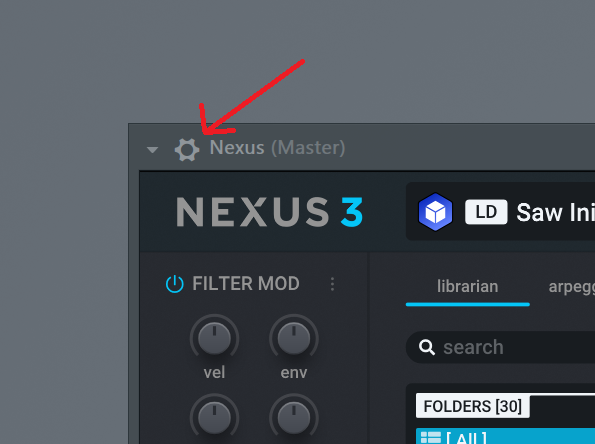 Nexus (Master)
NEXUS 3
LD Saw Ini
FILTER MOD
librarian arpegg
vel env
search
FOLDERS [30]
[ All]